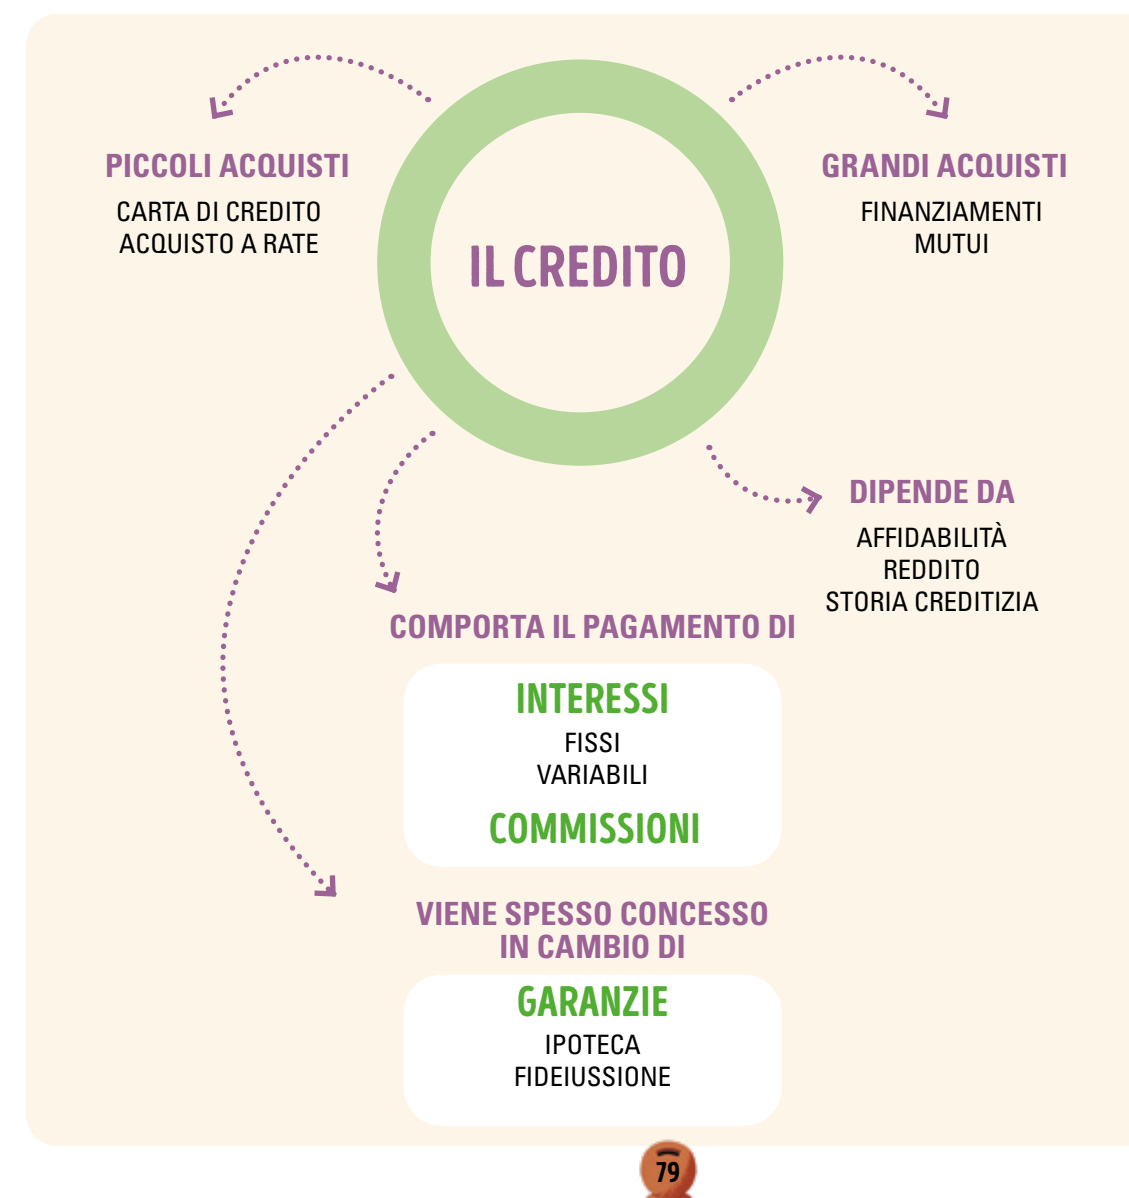 PICCOLI ACQUISTI
CARTA DI CREDITO
ACQUISTO A RATE
IL CREDITO
GRANDI ACQUISTI
FINANZIAMENTI
MUTUI
DIPENDE DA
AFFIDABILITÀ
REDDITO
STORIA CREDITIZIA
COMPORTA IL PAGAMENTO DI
INTERESSI
FISSI
VARIABILI
COMMISSIONI
VIENE SPESSO CONCESSO
IN CAMBIO DI
GARANZIE
IPOTECA
FIDEIUSSIONE
79